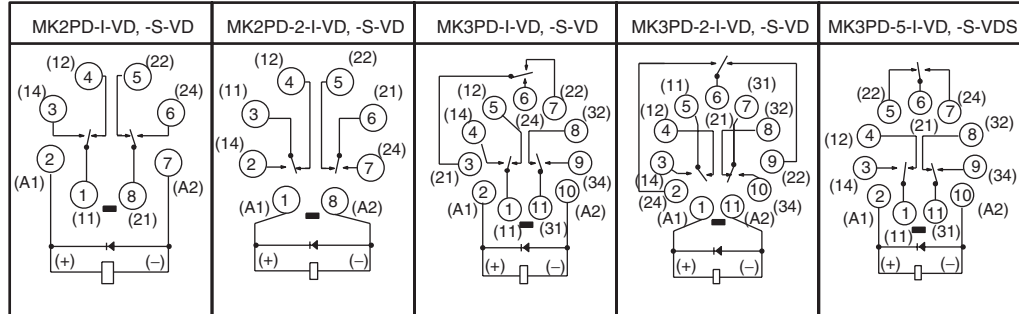 MK2PD-I-VD, -S-VD
MK2PD-2-I-VD, -S-VD
MK3PD-I-VD, -S-VD
MK3PD-2-I-VD, -S-VD
MK3PD-5-I-VD, -S-VDS
(12) 4 5 (22)
(14) 3 6 (24)
2 7
(A1) 1 8 (A2)
(11) (21)
(+) (−)
(12) 4 5 (22)
(11) 3 6 (21)
(14) 2 7 (24)
(A1) 1 8 (A2)
(+) (−)
6
(12) 5 7 (22)
(14) 4 (24) 8 (32)
3 9
(21) 2 10 (34)
(A1) 1 11 (A2)
(11) (31)
(+) (−)
(11) 6 (31)
5 7
(12) 4 (21) 8 (32)
3 9
(14) 2 10 (22)
(24) 1 11 (34)
(A1) (A2)
(+) (−)
(22) 5 6 7 (24)
(12) 4 (21) 8 (32)
3 9
(14) 2 10 (34)
(A1) 1 11 (A2)
(11) (31)
(+) (−)